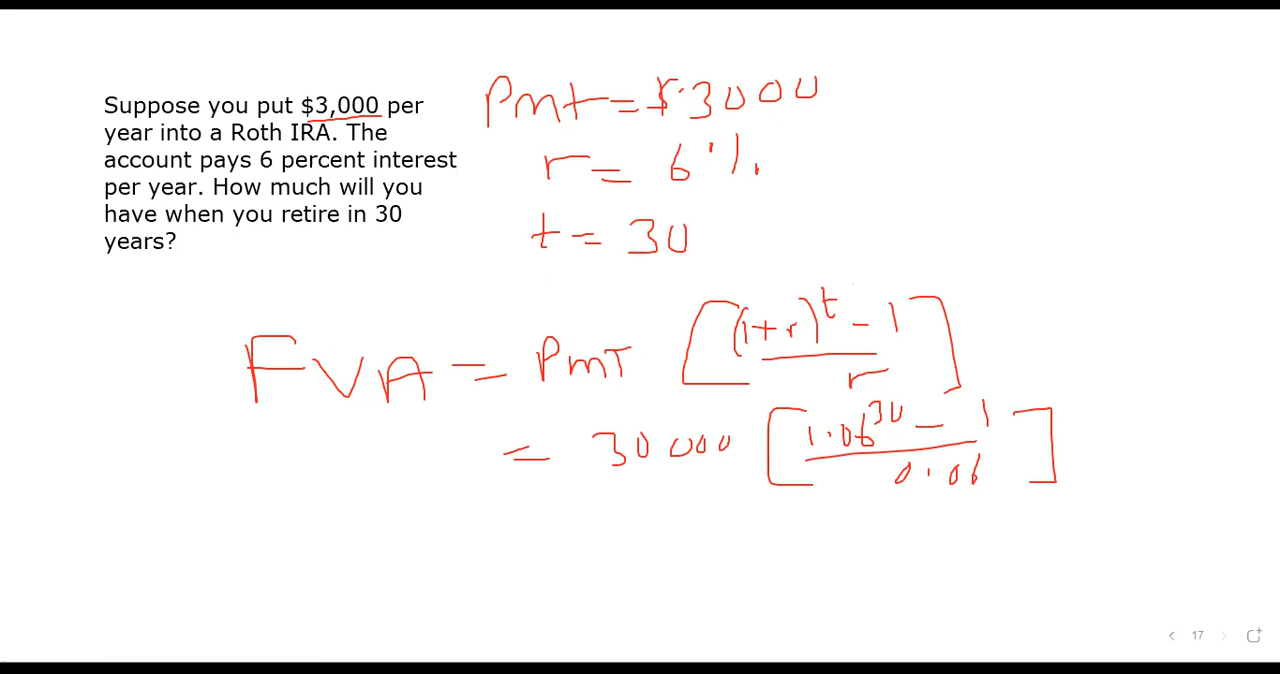 Suppose you put $3,000 per
year into a Roth IRA. The
account pays 6 percent interest
per year. How much will you
have when you retire in 30
years?
Pmt = $3000
r = 6%
t = 30
FVA = PmT [(1+r)^t - 1 / r]
= 30000 [1.06^30 - 1 / 0.06]
17